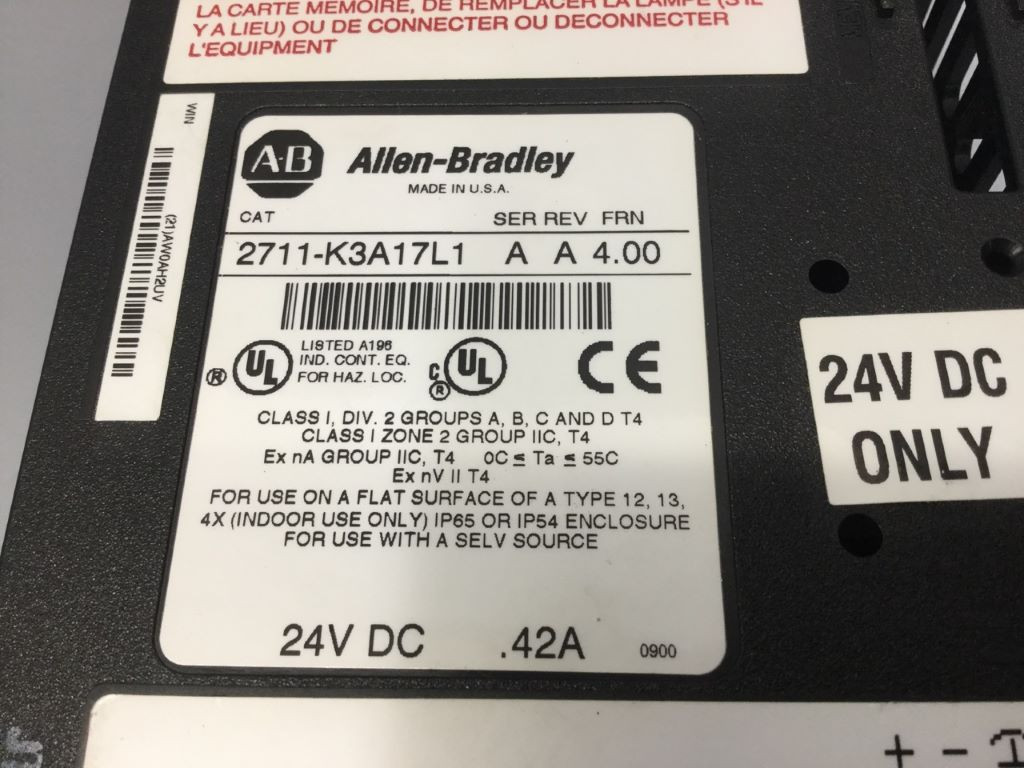 LA CARTE MEMOIRE, DE REMPLACER LA LAMPE (S'IL
Y A LIEU) OU DE CONNECTER OU DECONNECTER
L'EQUIPMENT
WIN
(21)AW0AH2UV
A-B Allen-Bradley
MADE IN U.S.A.
CAT SER REV FRN
2711-K3A17L1 A A 4.00
UL ® LISTED A196
IND. CONT. EQ.
FOR HAZ. LOC.
C UL ®
CE
CLASS I, DIV. 2 GROUPS A, B, C AND D T4
CLASS I ZONE 2 GROUP IIC, T4
Ex nA GROUP IIC, T4 0C ≤ Ta ≤ 55C
Ex nV II T4
FOR USE ON A FLAT SURFACE OF A TYPE 12, 13,
4X (INDOOR USE ONLY) IP65 OR IP54 ENCLOSURE
FOR USE WITH A SELV SOURCE
24V DC .42A 0900
24V DC
ONLY
+ -